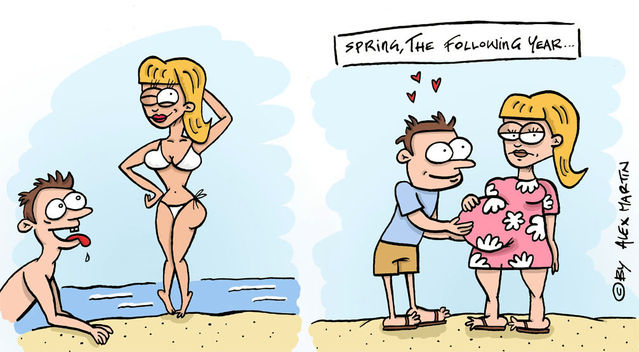 SPRING, THE FOLLOWING YEAR...
©BY ALEX MARTIN